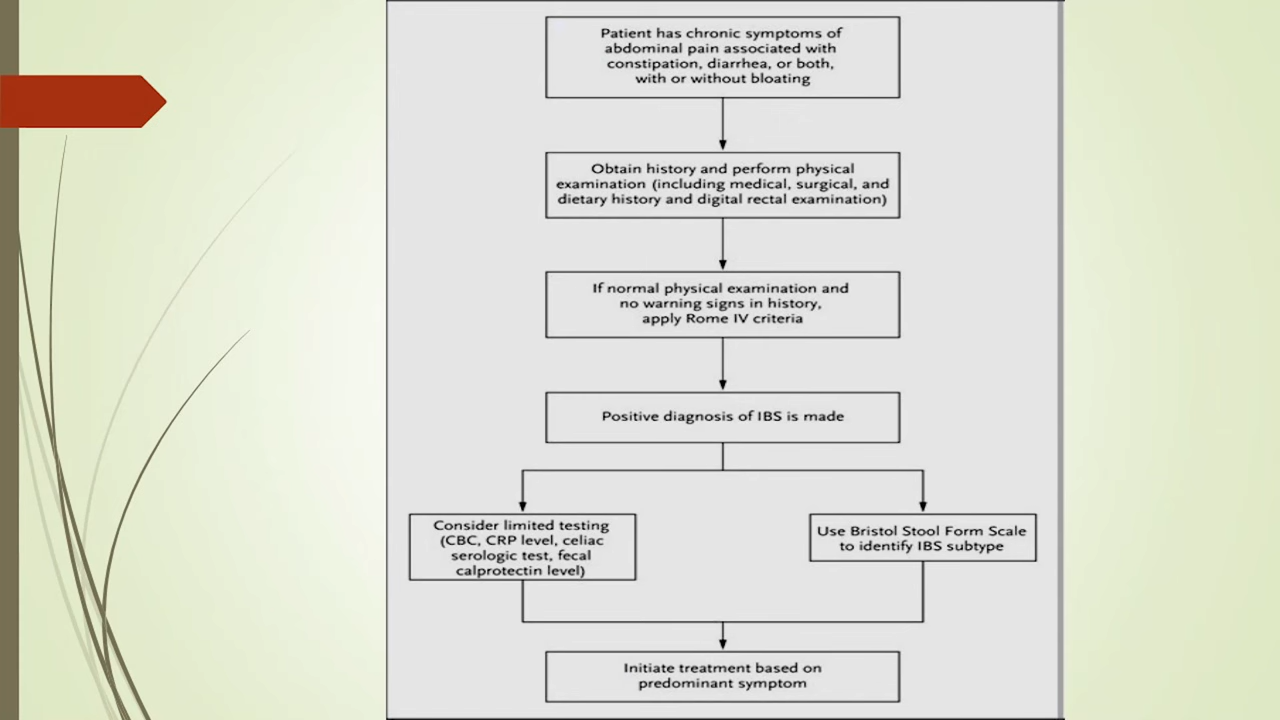 Patient has chronic symptoms of
abdominal pain associated with
constipation, diarrhea, or both,
with or without bloating
Obtain history and perform physical
examination (including medical, surgical, and
dietary history and digital rectal examination)
If normal physical examination and
no warning signs in history,
apply Rome IV criteria
Positive diagnosis of IBS is made
Consider limited testing
(CBC, CRP level, celiac
serologic test, fecal
calprotectin level)
Use Bristol Stool Form Scale
to identify IBS subtype
Initiate treatment based on
predominant symptom